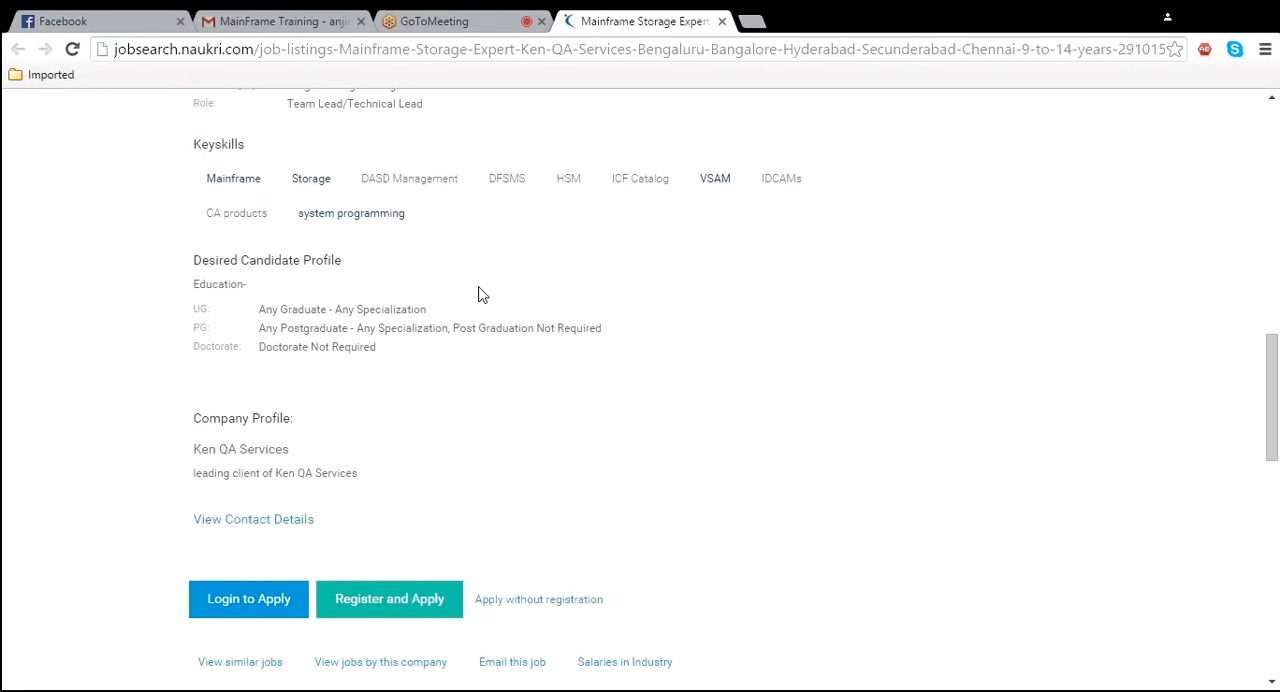 Facebook
MainFrame Training - anju
GoToMeeting
Mainframe Storage Expert
jobsearch.naukri.com/job-listings-Mainframe-Storage-Expert-Ken-QA-Services-Bengaluru-Bangalore-Hyderabad-Secunderabad-Chennai-9-to-14-years-291015
Imported
Role: Team Lead/Technical Lead
Keyskills
Mainframe Storage DASD Management DFSMS HSM ICF Catalog VSAM IDCAMs
CA products system programming
Desired Candidate Profile
Education-
UG: Any Graduate - Any Specialization
PG: Any Postgraduate - Any Specialization, Post Graduation Not Required
Doctorate: Doctorate Not Required
Company Profile:
Ken QA Services
leading client of Ken QA Services
View Contact Details
Login to Apply Register and Apply Apply without registration
View similar jobs View jobs by this company Email this job Salaries in Industry